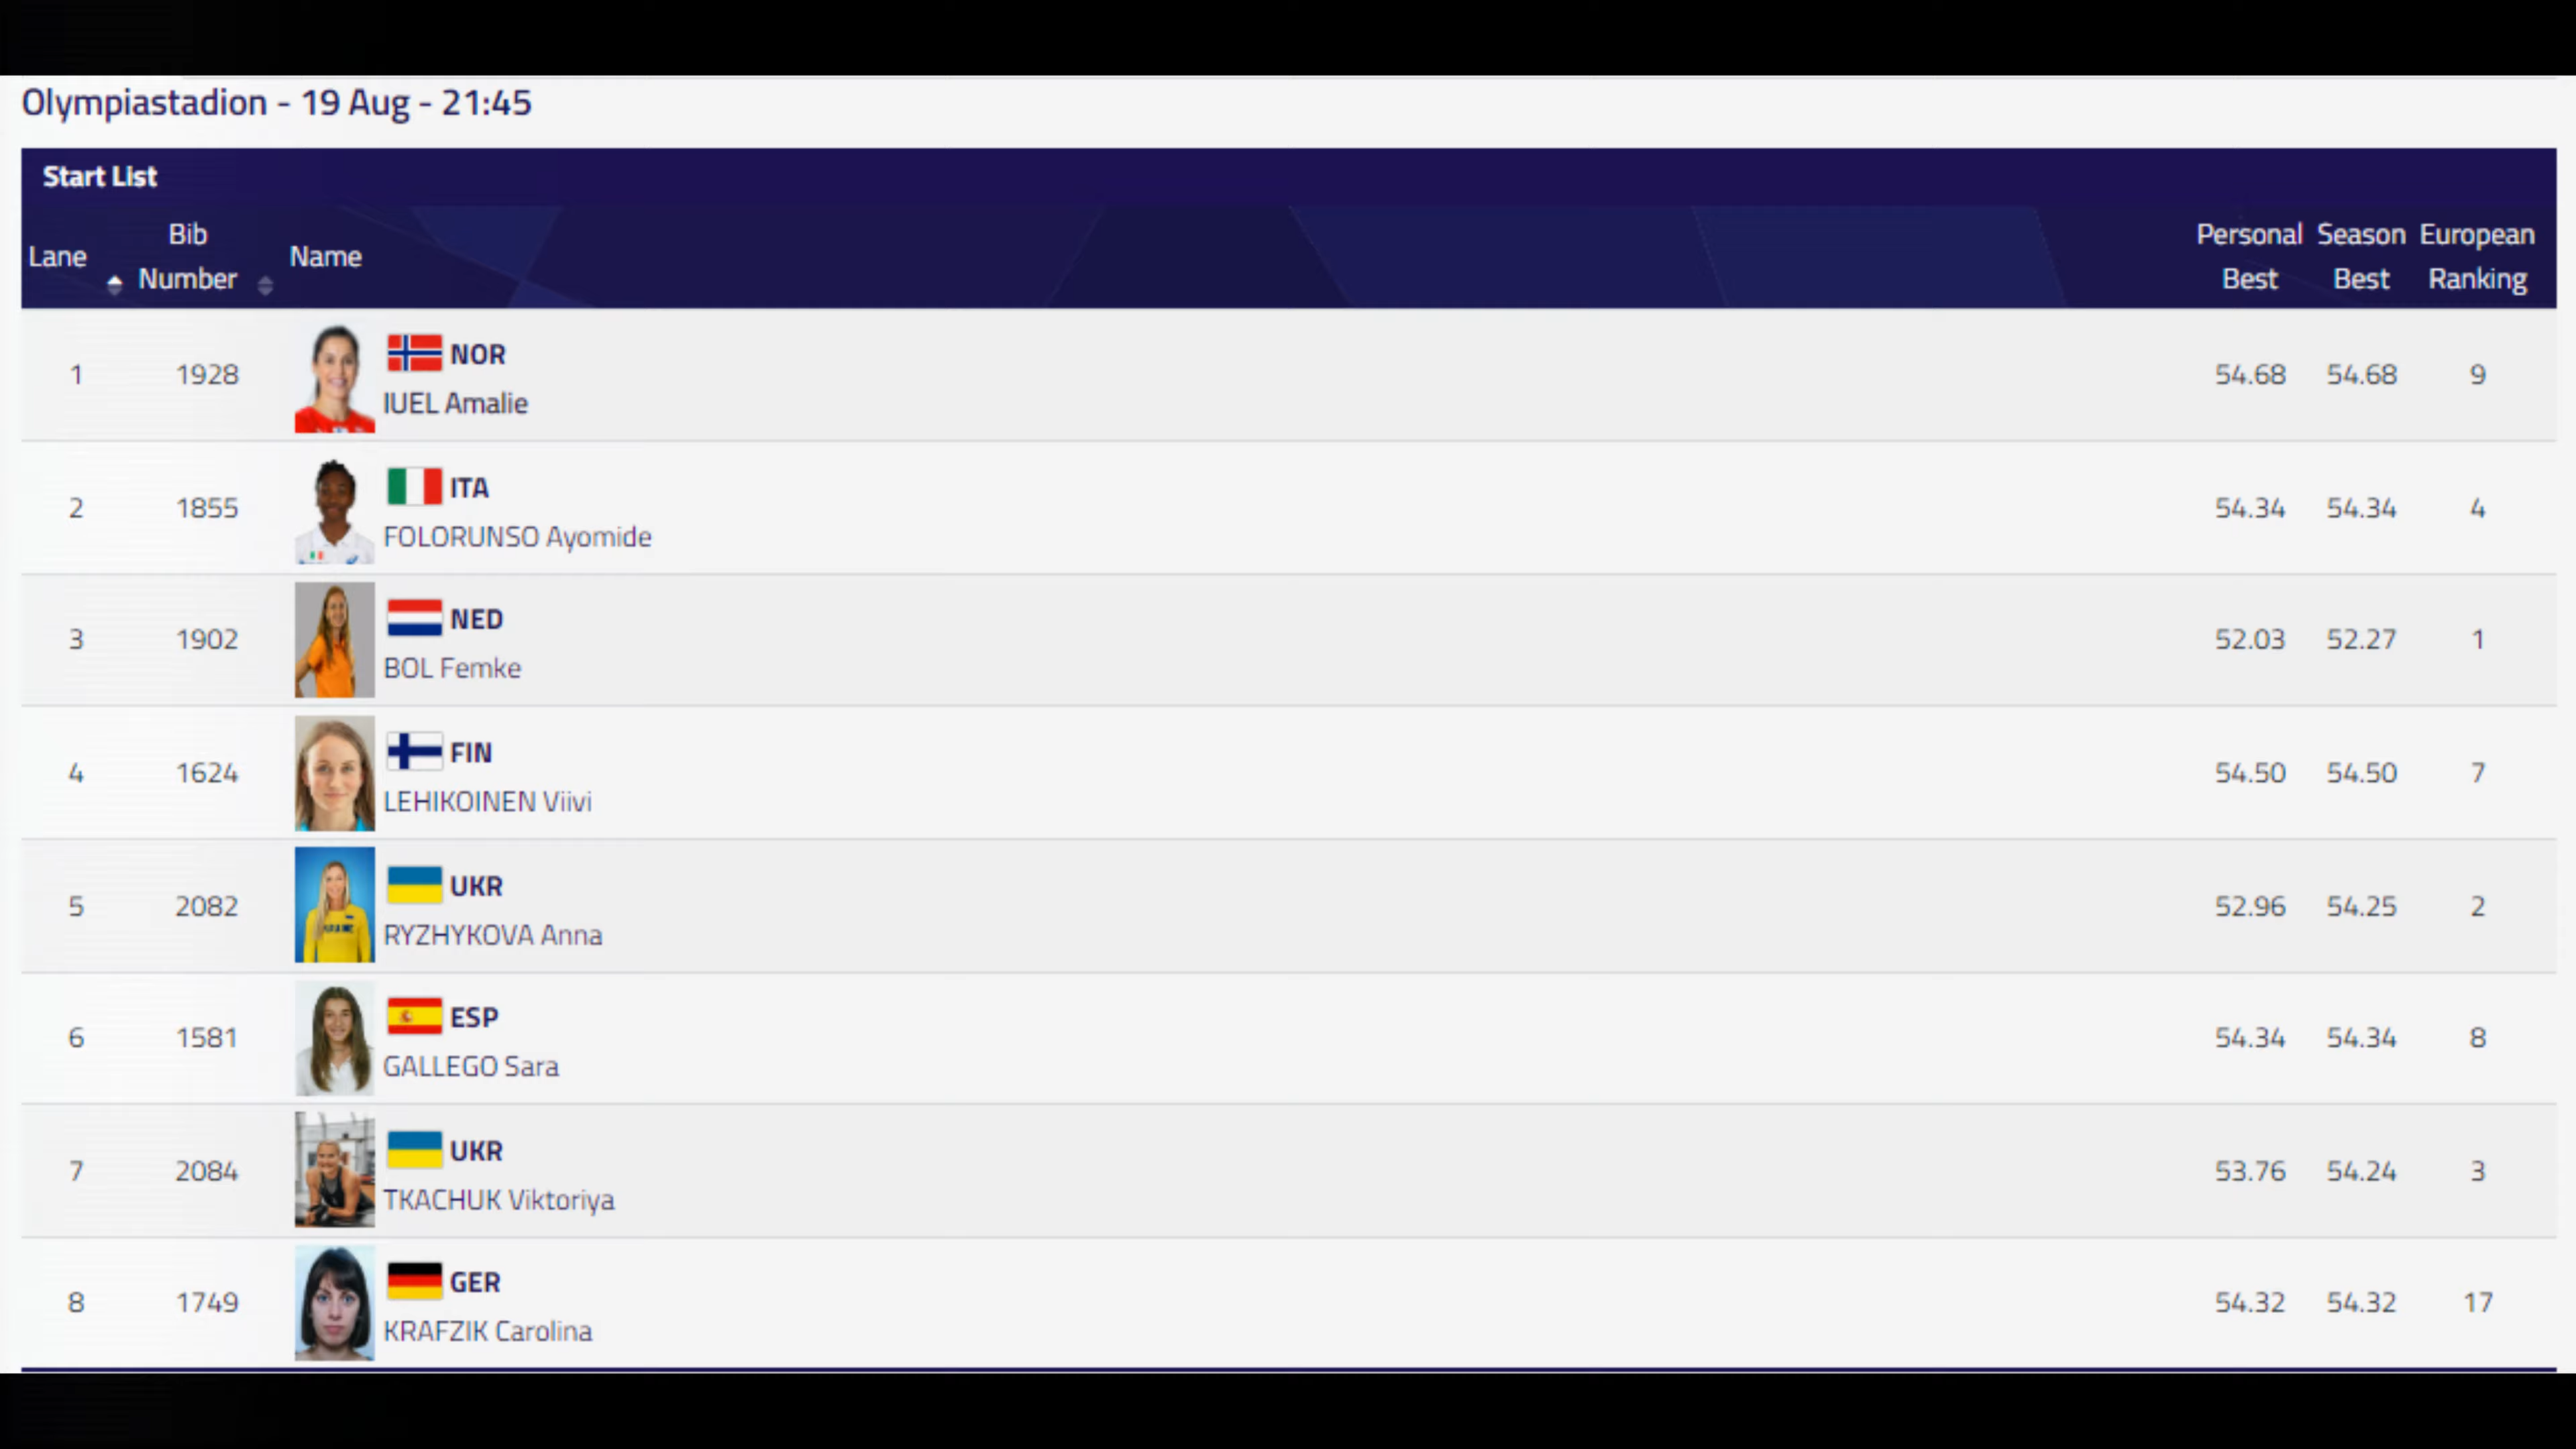 Olympiastadion - 19 Aug - 21:45
Start List
Lane Bib Number Name Personal Best Season Best European Ranking
1 1928 NOR IUEL Amalie 54.68 54.68 9
2 1855 ITA FOLORUNSO Ayomide 54.34 54.34 4
3 1902 NED BOL Femke 52.03 52.27 1
4 1624 FIN LEHIKOINEN Viivi 54.50 54.50 7
5 2082 UKR RYZHYKOVA Anna 52.96 54.25 2
6 1581 ESP GALLEGO Sara 54.34 54.34 8
7 2084 UKR TKACHUK Viktoriya 53.76 54.24 3
8 1749 GER KRAFZIK Carolina 54.32 54.32 17